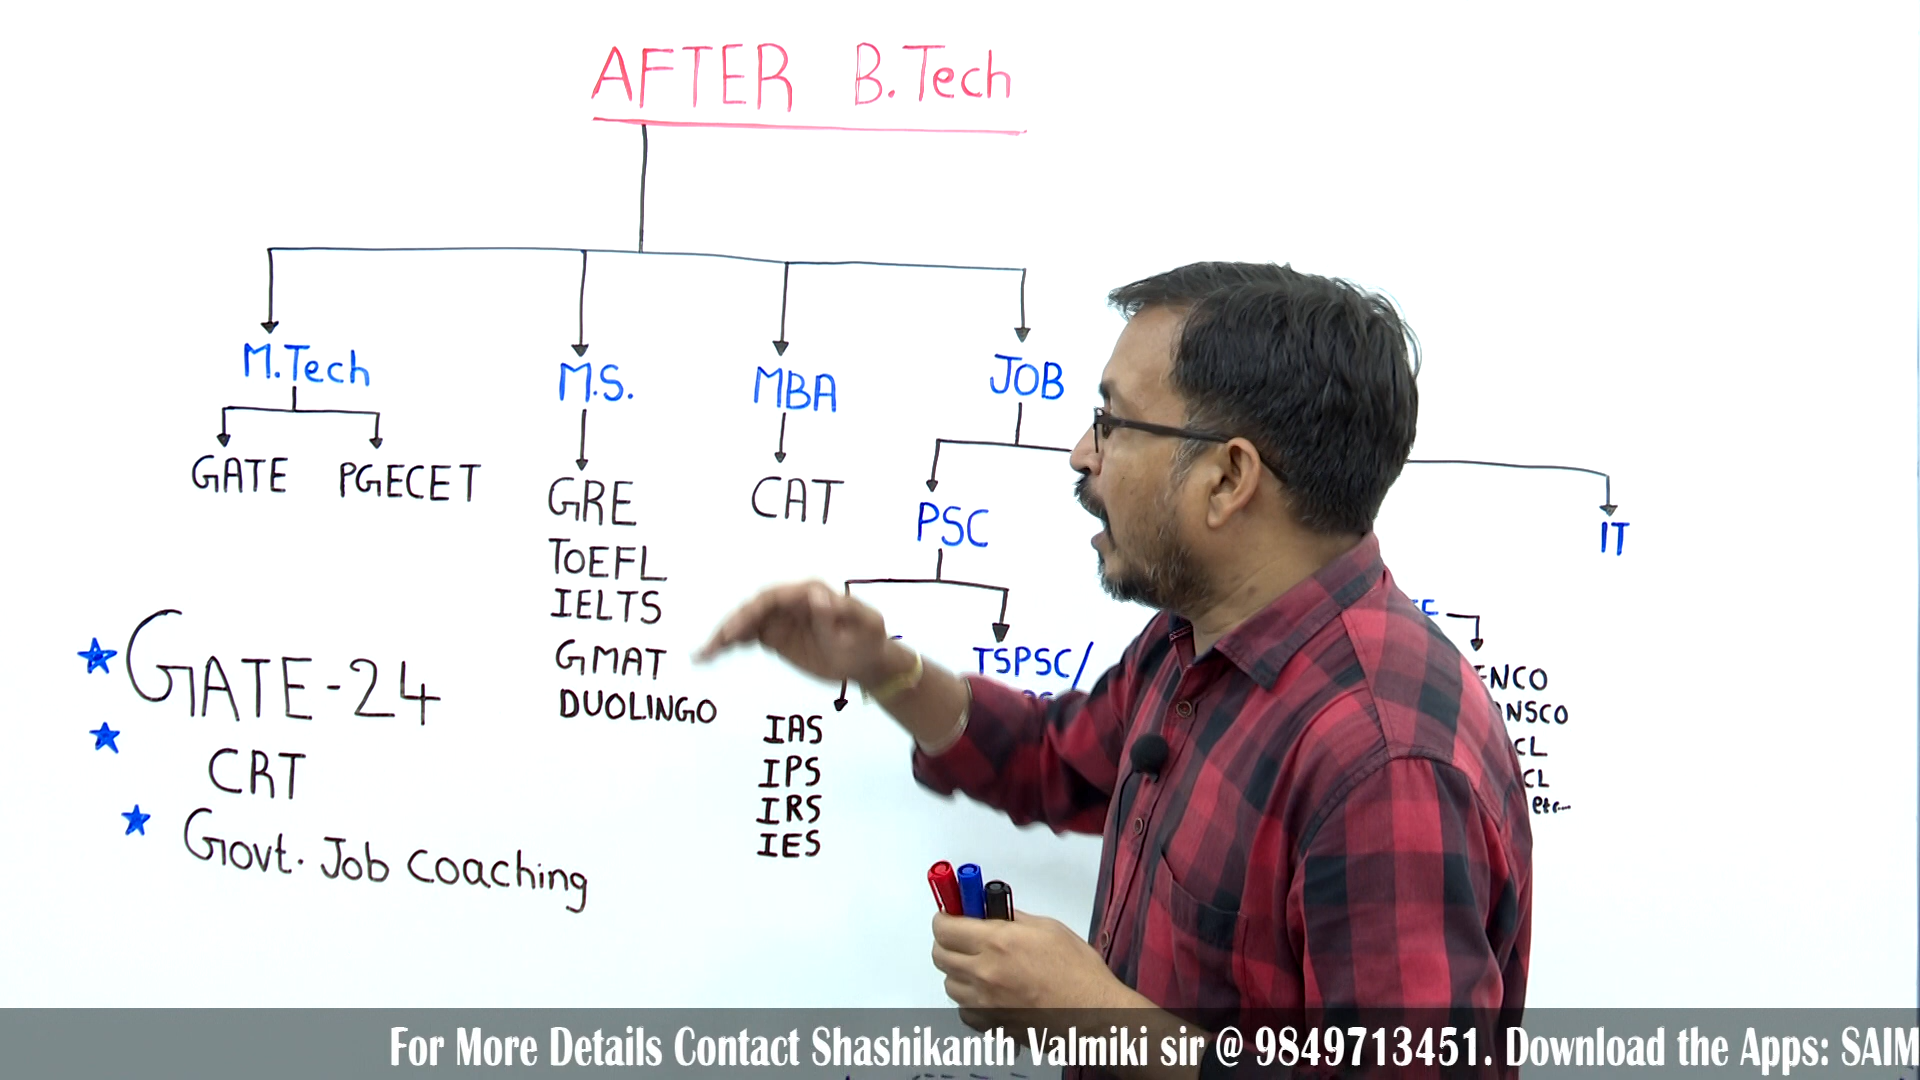 AFTER B.Tech
M.Tech
M.S.
MBA
JOB
GATE PGECET
GRE
TOEFL
IELTS
GMAT
DUOLINGO
CAT
PSC
IT
TSPSC/
IAS
IPS
IRS
IES
etc...
GATE-24
CRT
Govt. Job coaching
For More Details Contact Shashikanth Valmiki sir @ 9849713451. Download the Apps: SAIM